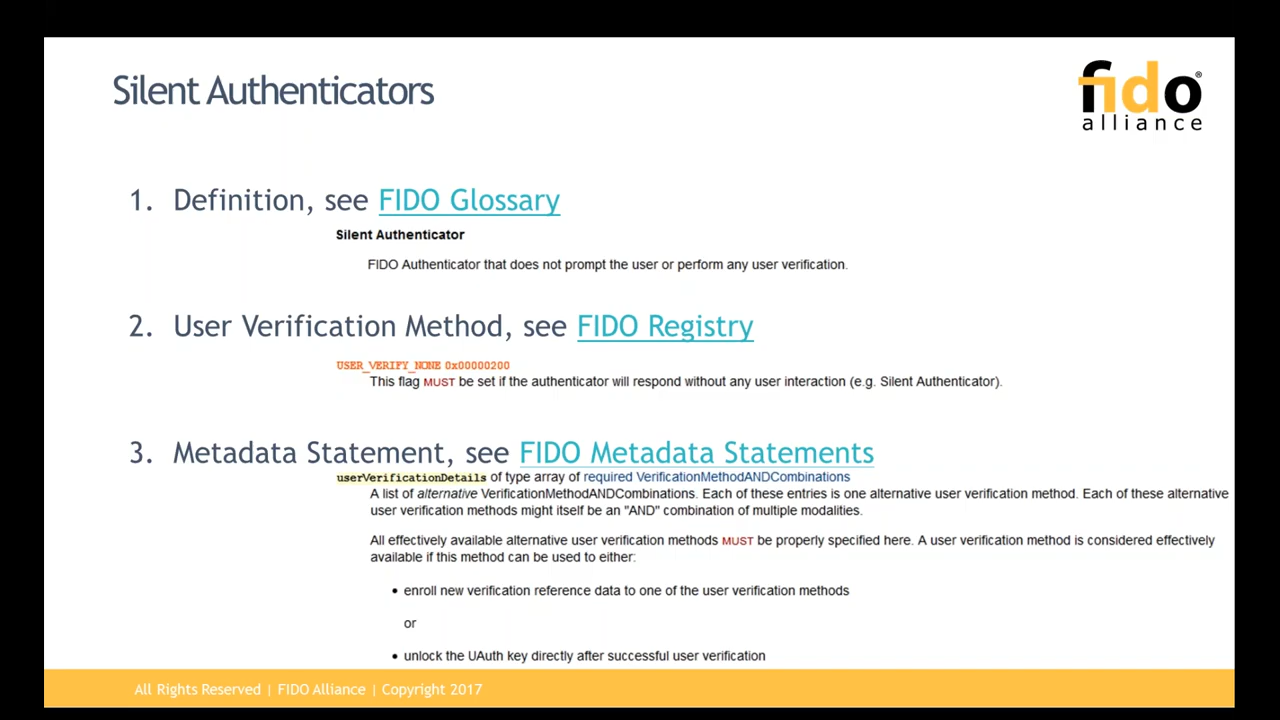 Silent Authenticators
fido®
alliance
1. Definition, see FIDO Glossary
Silent Authenticator
FIDO Authenticator that does not prompt the user or perform any user verification.
2. User Verification Method, see FIDO Registry
USER_VERIFY_NONE 0x00000200
This flag MUST be set if the authenticator will respond without any user interaction (e.g. Silent Authenticator).
3. Metadata Statement, see FIDO Metadata Statements
userVerificationDetails of type array of required VerificationMethodANDCombinations
A list of alternative VerificationMethodANDCombinations. Each of these entries is one alternative user verification method. Each of these alternative
user verification methods might itself be an "AND" combination of multiple modalities.
All effectively available alternative user verification methods MUST be properly specified here. A user verification method is considered effectively
available if this method can be used to either:
• enroll new verification reference data to one of the user verification methods
or
• unlock the UAuth key directly after successful user verification
All Rights Reserved | FIDO Alliance | Copyright 2017